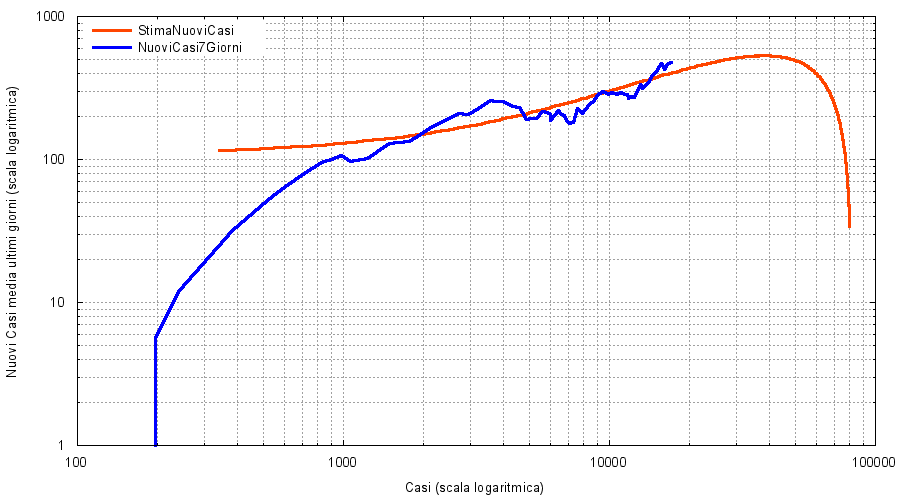 1000
StimaNuoviCasi
NuoviCasi7Giorni
100
10
1
100
1000
10000
100000
Nuovi Casi media ultimi giorni (scala logaritmica)
Casi (scala logaritmica)